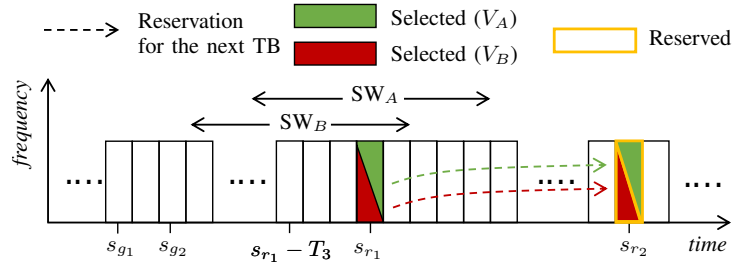 Reservation
for the next TB
Selected (V_A)
Selected (V_B)
Reserved
SW_A
SW_B
frequency
....
....
....
....
s_{g_1}
s_{g_2}
s_{r_1} − T_3
s_{r_1}
s_{r_2}
time